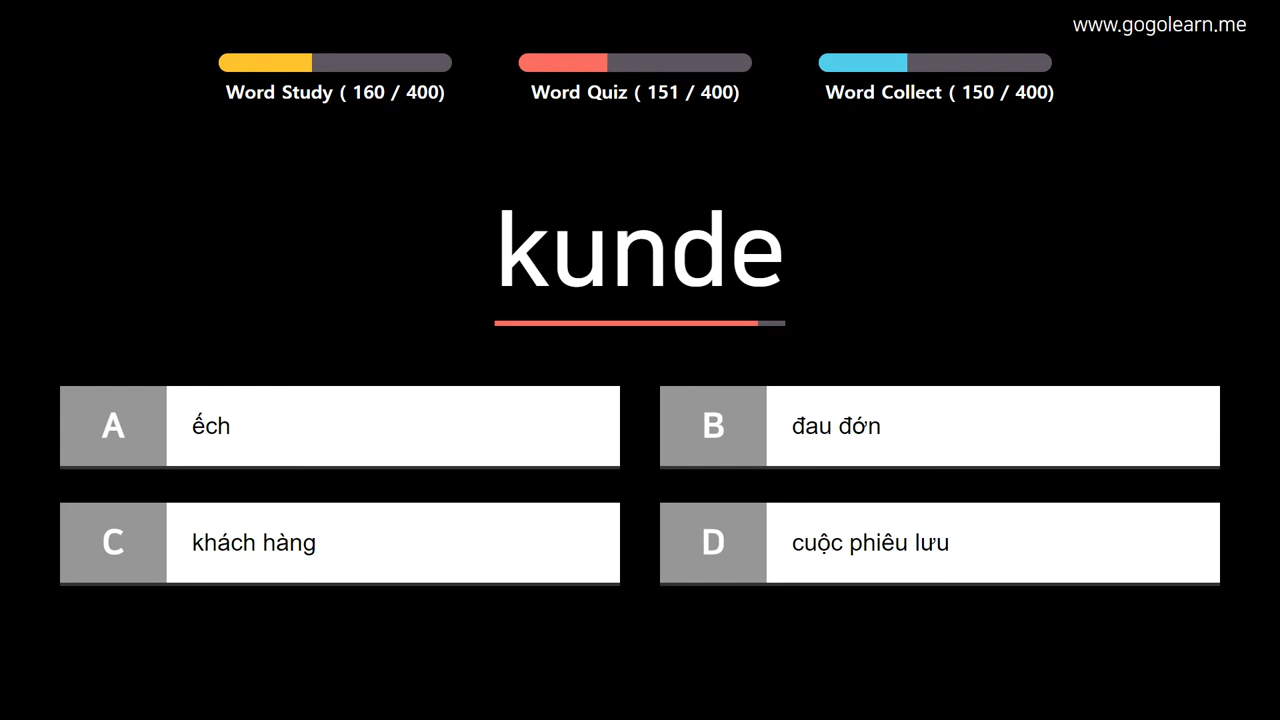 www.gogolearn.me
Word Study ( 160 / 400)
Word Quiz ( 151 / 400)
Word Collect ( 150 / 400)
kunde
A
ếch
B
đau đớn
C
khách hàng
D
cuộc phiêu lưu